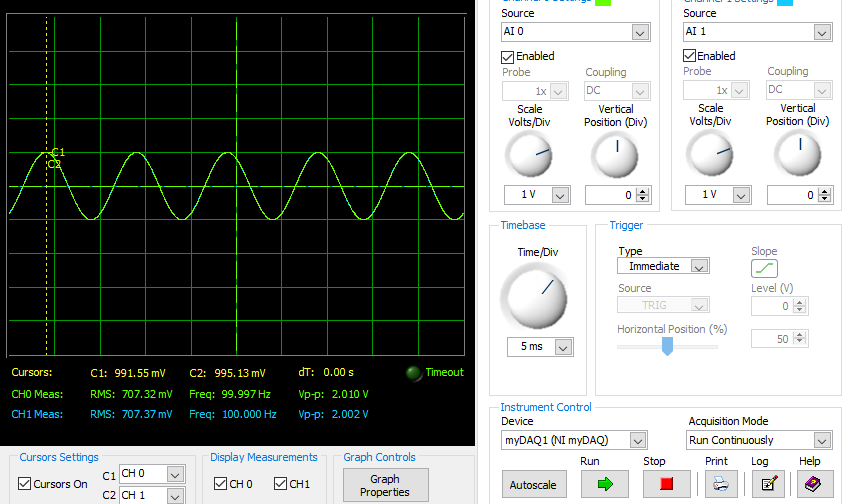 Channel 0 Settings
Channel 1 Settings
Source
AI 0
Source
AI 1
Enabled
Enabled
Probe
Coupling
Probe
Coupling
1x
DC
1x
DC
Scale
Volts/Div
Vertical
Position (Div)
Scale
Volts/Div
Vertical
Position (Div)
1 V
0
1 V
0
C1
C2
Timebase
Time/Div
5 ms
Trigger
Type
Immediate
Slope
Source
TRIG
Level (V)
0
Horizontal Position (%)
50
Cursors:
C1: 991.55 mV
C2: 995.13 mV
dT: 0.00 s
Timeout
CH0 Meas:
RMS: 707.32 mV
Freq: 99.997 Hz
Vp-p: 2.010 V
CH1 Meas:
RMS: 707.37 mV
Freq: 100.000 Hz
Vp-p: 2.002 V
Cursors Settings
Cursors On
C1
CH 0
C2
CH 1
Display Measurements
CH 0
CH1
Graph Controls
Graph
Properties
Instrument Control
Device
myDAQ1 (NI myDAQ)
Acquisition Mode
Run Continuously
Run
Stop
Print
Log
Help
Autoscale